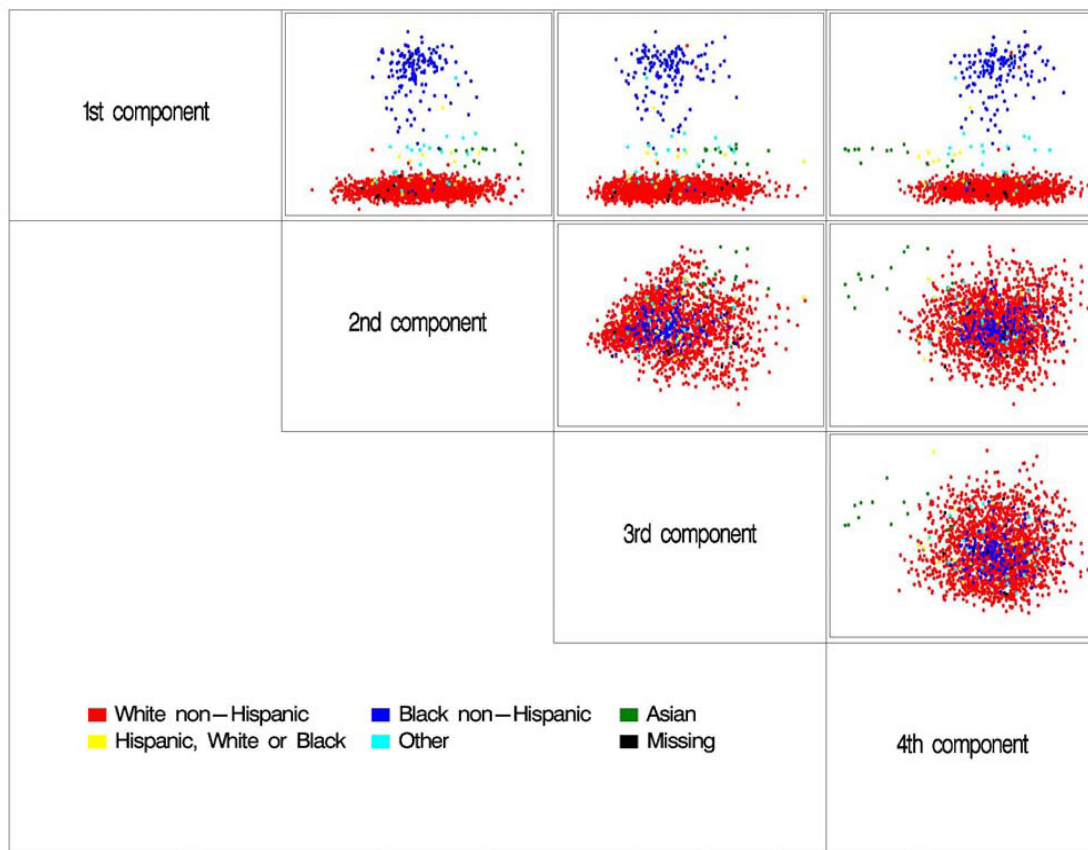 1st component
2nd component
3rd component
White non-Hispanic
Black non-Hispanic
Asian
Hispanic, White or Black
Other
Missing
4th component